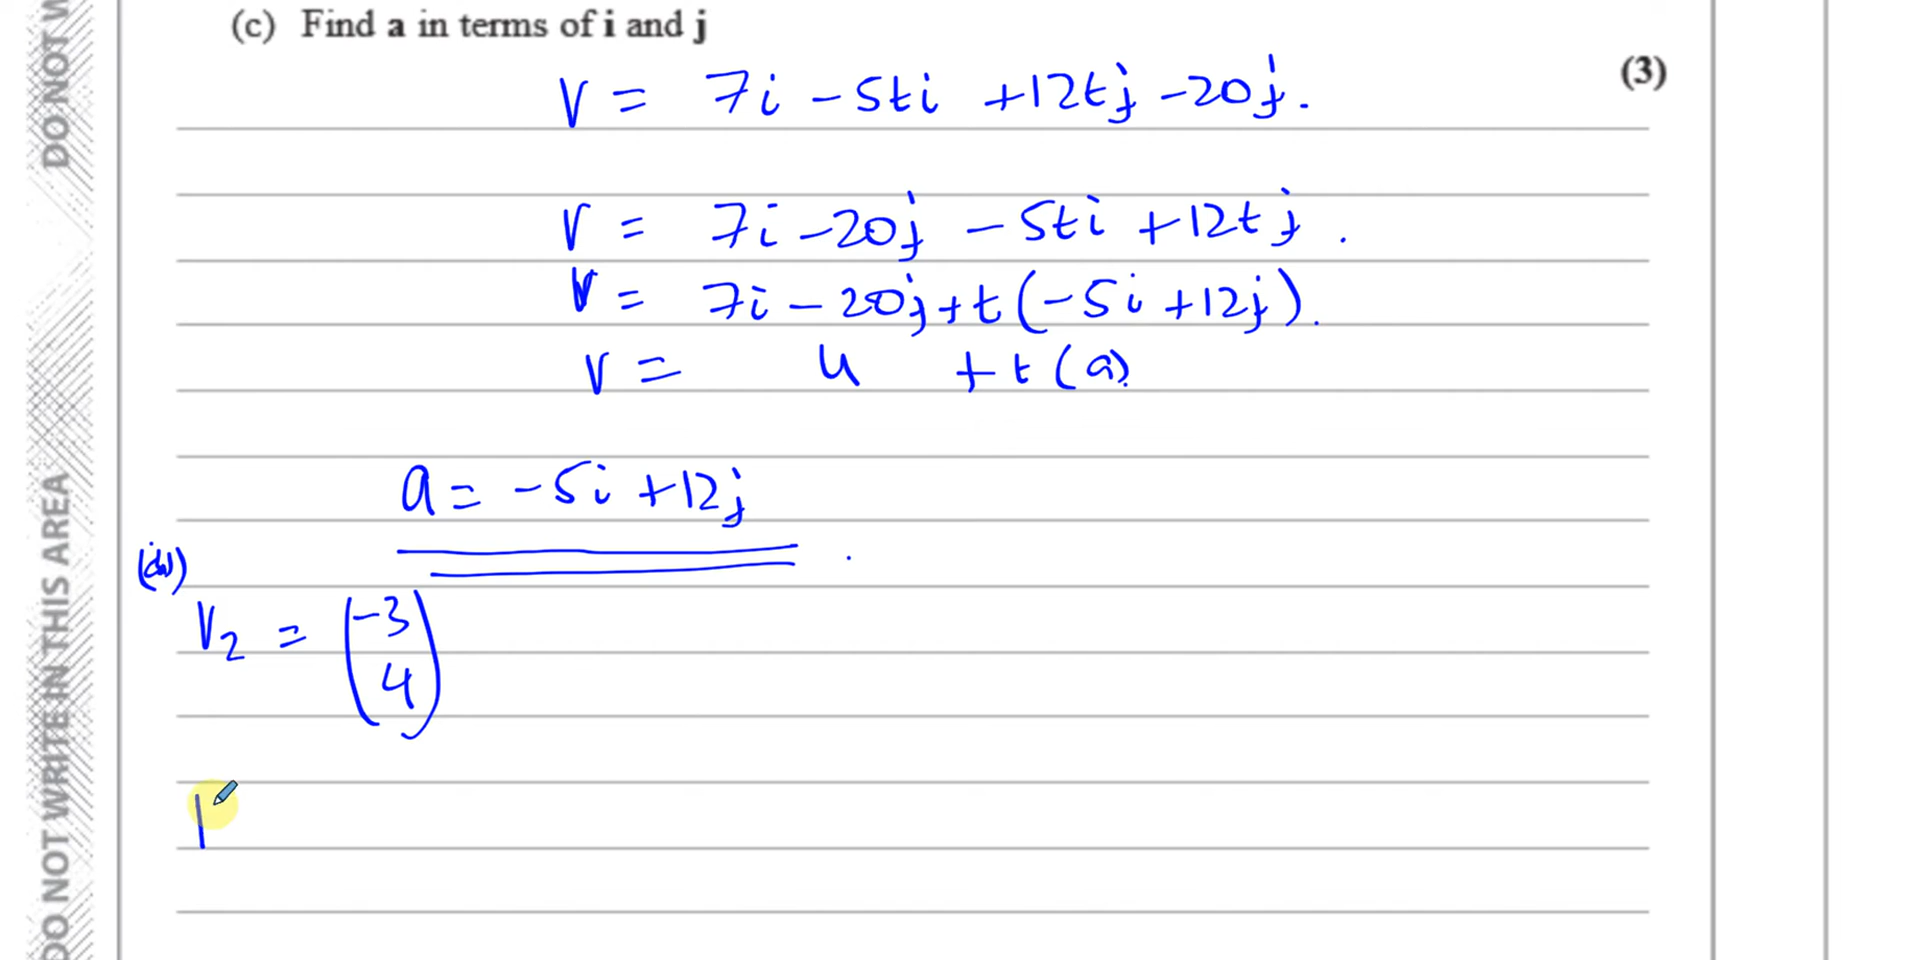 (c) Find a in terms of i and j
(3)
V = 7i - 5ti + 12tj - 20j.
V = 7i - 20j - 5ti + 12tj.
V = 7i - 20j + t(-5i + 12j).
V = u + t(a)
a = -5i + 12j
V2 = (-3
4)
DO NOT WRITE IN THIS AREA
DO NOT W